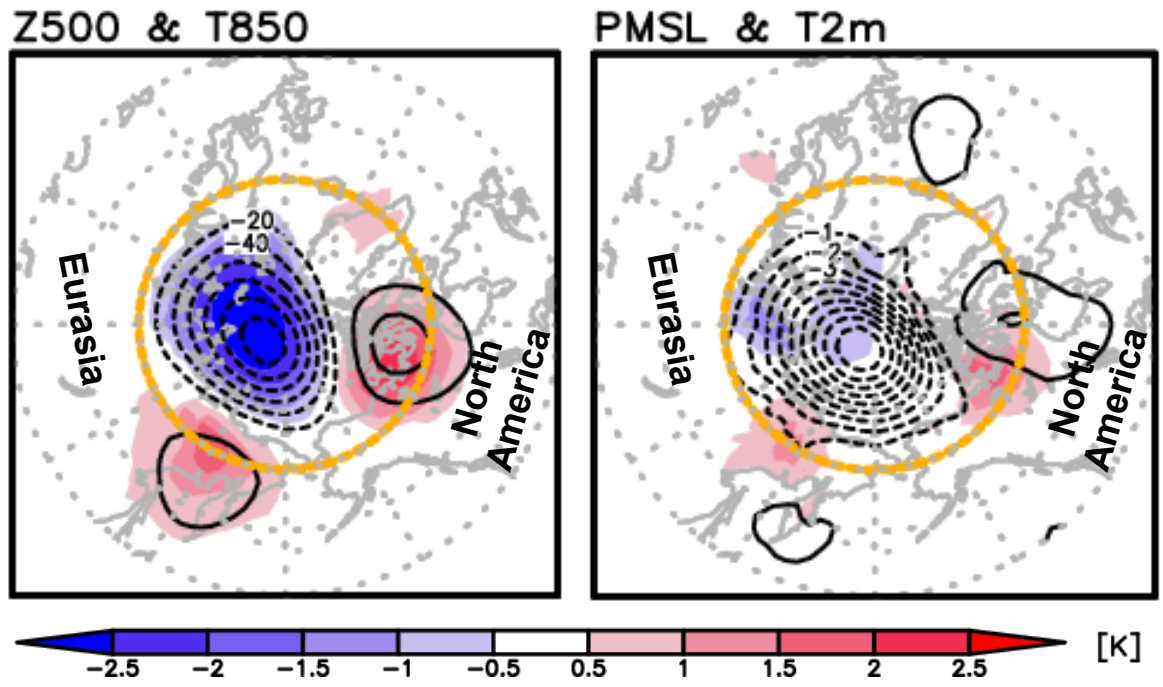 Z500 & T850
PMSL & T2m
-20
-40
Eurasia
North
America
-1
-2
3
Eurasia
North
America
-2.5 -2 -1.5 -1 -0.5 0.5 1 1.5 2 2.5 [K]